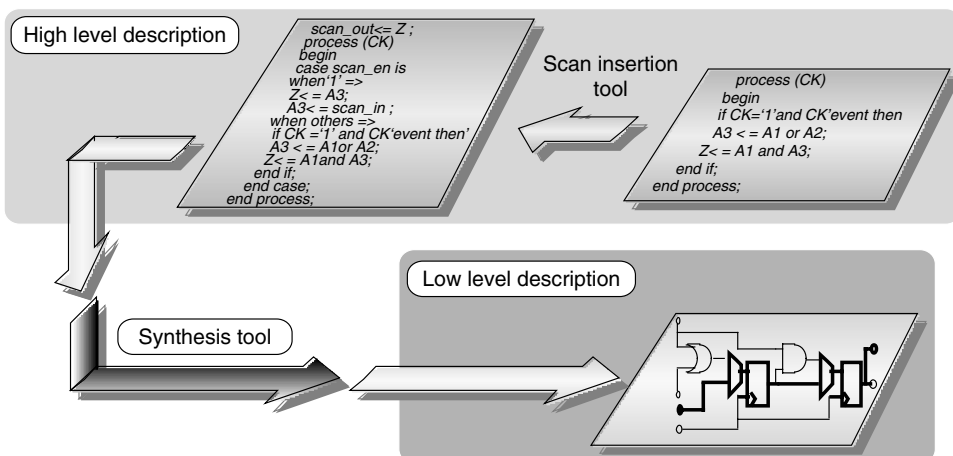 High level description
scan_out<= Z ;
process (CK)
begin
case scan_en is
when'1' =>
Z< = A3;
A3< = scan_in ;
when others =>
if CK ='1' and CK'event then'
A3 < = A1or A2;
Z< = A1and A3;
end if;
end case;
end process;
Scan insertion
tool
process (CK)
begin
if CK='1'and CK'event then
A3 < = A1 or A2;
Z< = A1 and A3;
end if;
end process;
Low level description
Synthesis tool